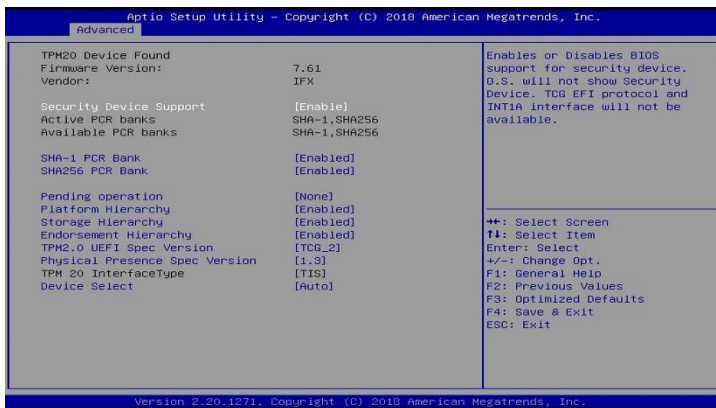 Aptio Setup Utility – Copyright (C) 2018 American Megatrends, Inc.
Advanced
TPM20 Device Found
Firmware Version: 7.61
Vendor: IFX
Security Device Support [Enable]
Active PCR banks SHA-1,SHA256
Available PCR banks SHA-1,SHA256
SHA-1 PCR Bank [Enabled]
SHA256 PCR Bank [Enabled]
Pending operation [None]
Platform Hierarchy [Enabled]
Storage Hierarchy [Enabled]
Endorsement Hierarchy [Enabled]
TPM2.0 UEFI Spec Version [TCG_2]
Physical Presence Spec Version [1.3]
TPM 20 InterfaceType [TIS]
Device Select [Auto]
Enables or Disables BIOS
support for security device.
O.S. will not show Security
Device. TCG EFI protocol and
INT1A interface will not be
available.
→←: Select Screen
↑↓: Select Item
Enter: Select
+/-: Change Opt.
F1: General Help
F2: Previous Values
F3: Optimized Defaults
F4: Save & Exit
ESC: Exit
Version 2.20.1271. Copyright (C) 2018 American Megatrends, Inc.